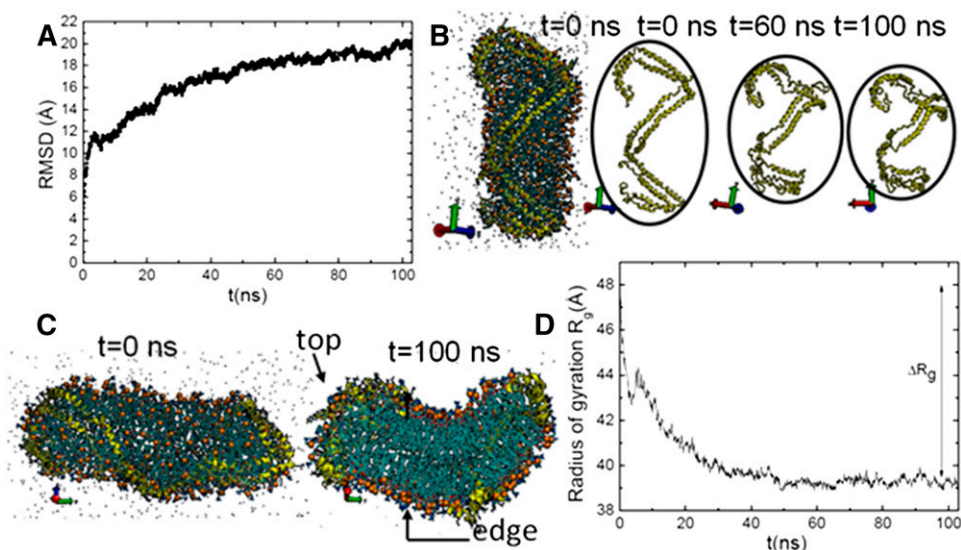 A
RMSD (Å)
22
20
18
16
14
12
10
8
6
4
2
0
0 20 40 60 80 100
t(ns)
B
t=0 ns t=0 ns t=60 ns t=100 ns
C
t=0 ns
top
t=100 ns
edge
D
Radius of gyration Rg(Å)
48
46
44
42
40
38
ΔRg
0 20 40 60 80 100
t(ns)